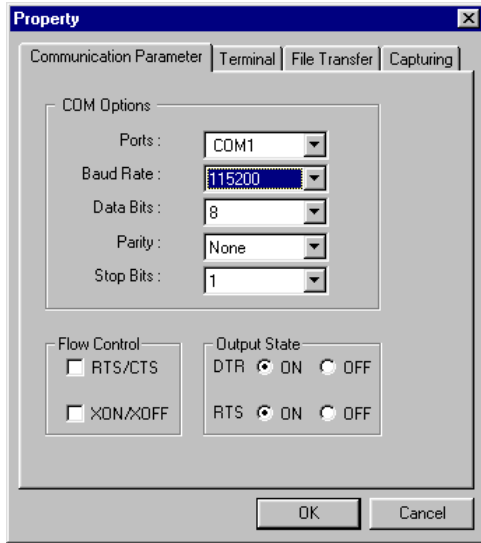 Property
Communication Parameter Terminal File Transfer Capturing
COM Options
Ports : COM1
Baud Rate : 115200
Data Bits : 8
Parity : None
Stop Bits : 1
Flow Control
RTS/CTS
XON/XOFF
Output State
DTR ON OFF
RTS ON OFF
OK Cancel